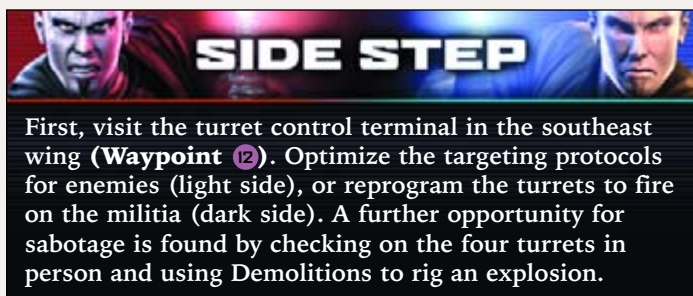 SIDE STEP
First, visit the turret control terminal in the southeast
wing (Waypoint 12). Optimize the targeting protocols
for enemies (light side), or reprogram the turrets to fire
on the militia (dark side). A further opportunity for
sabotage is found by checking on the four turrets in
person and using Demolitions to rig an explosion.